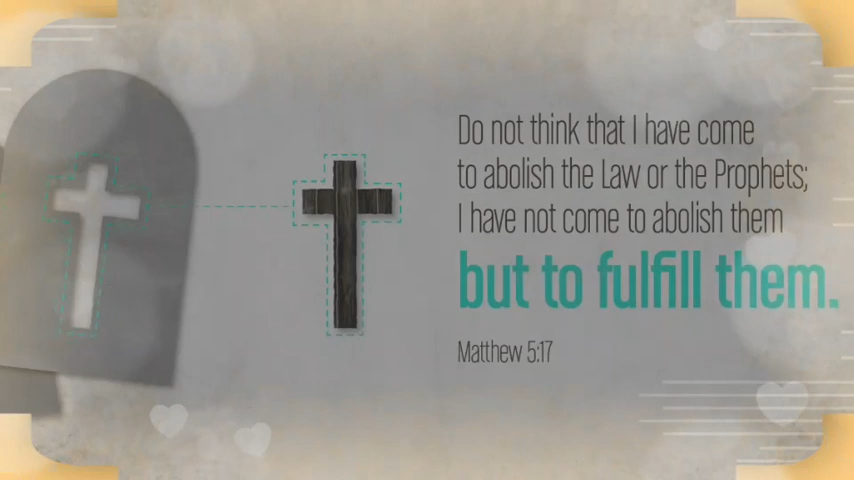 Do not think that I have come
to abolish the Law or the Prophets;
I have not come to abolish them
but to fulfill them.
Matthew 5:17